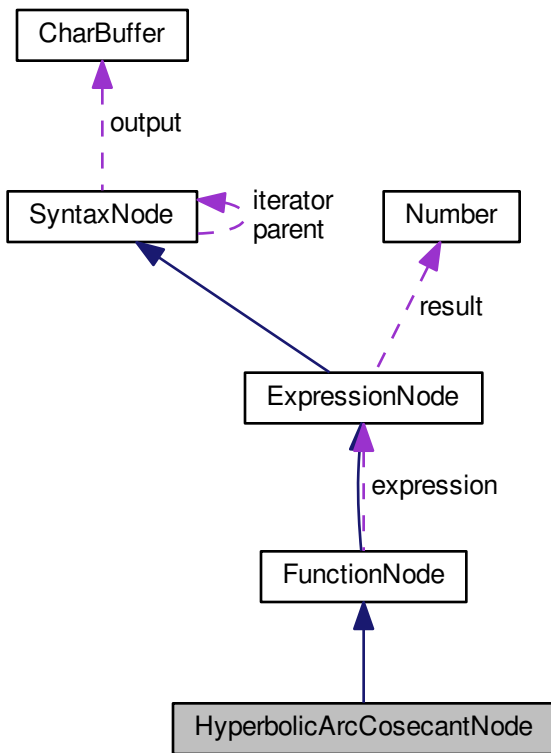 CharBuffer
output
SyntaxNode
iterator
parent
Number
result
ExpressionNode
expression
FunctionNode
HyperbolicArcCosecantNode